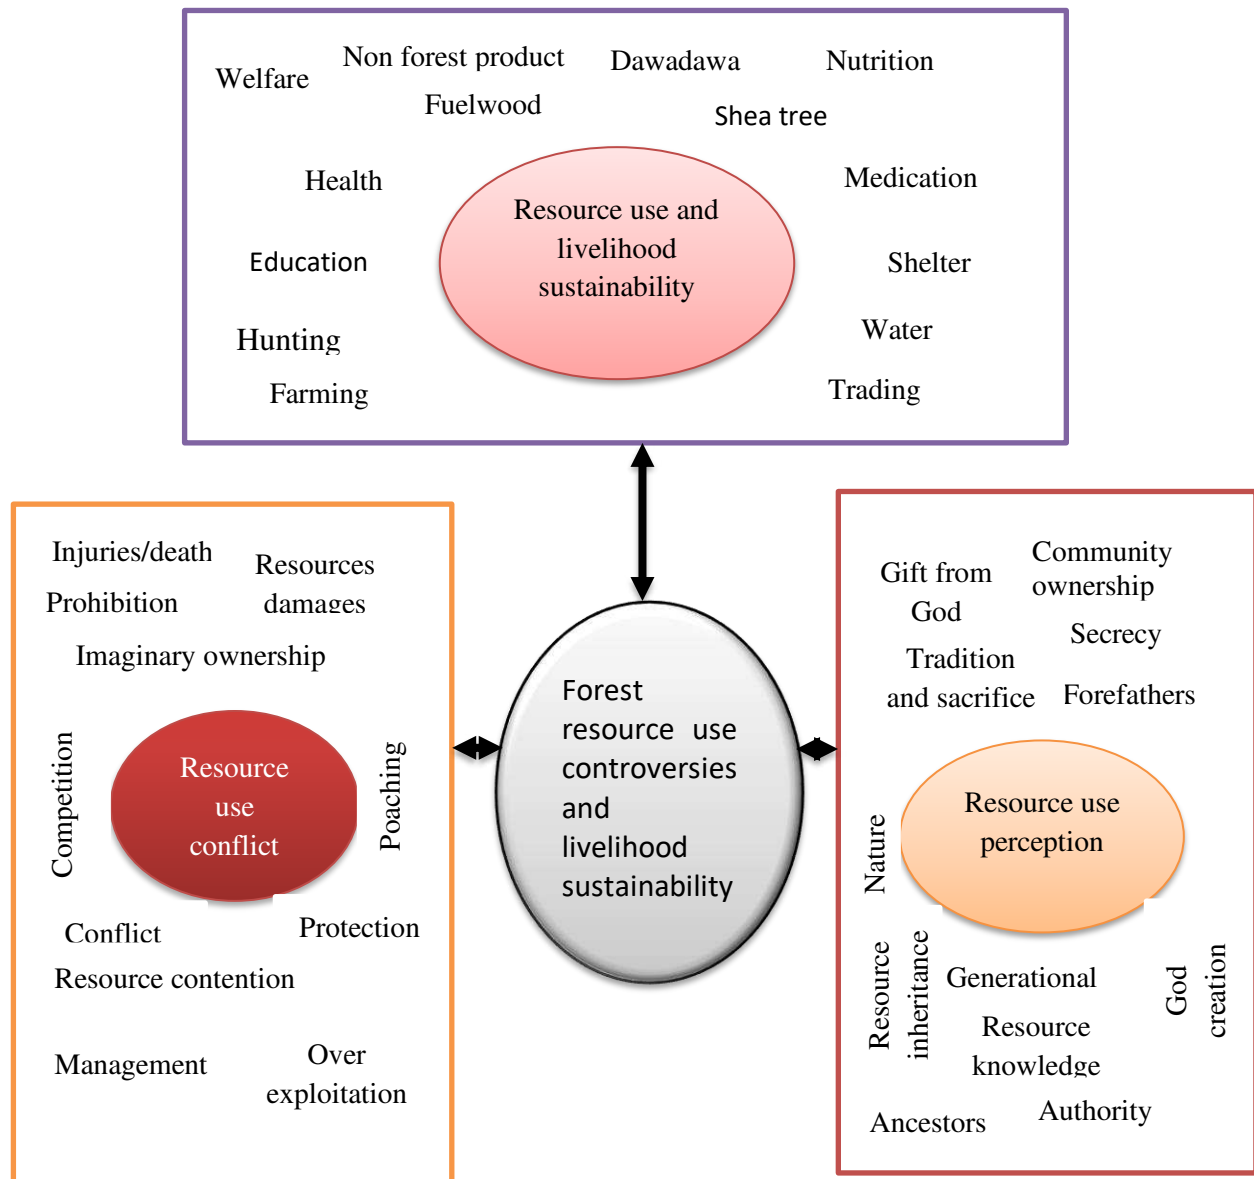 Welfare
Non forest product
Dawadawa
Nutrition
Fuelwood
Shea tree
Health
Medication
Resource use and
livelihood
sustainability
Education
Shelter
Hunting
Water
Farming
Trading
Injuries/death
Resources
damages
Prohibition
Imaginary ownership
Competition
Resource
use
conflict
Poaching
Conflict
Protection
Resource contention
Management
Over
exploitation
Forest
resource use
controversies
and
livelihood
sustainability
Gift from
God
Community
ownership
Secrecy
Tradition
and sacrifice
Forefathers
Resource use
perception
Nature
Resource
inheritance
Generational
God
creation
Resource
knowledge
Ancestors
Authority